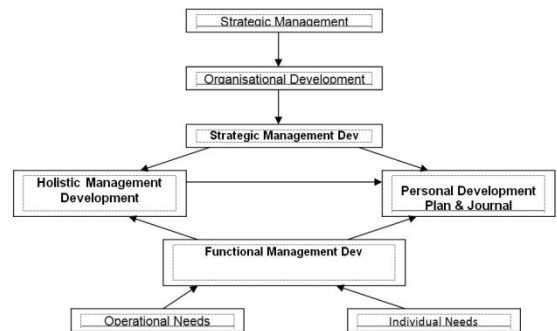 Strategic Management
Organisational Development
Strategic Management Dev
Holistic Management
Development
Personal Development
Plan & Journal
Functional Management Dev
Operational Needs
Individual Needs